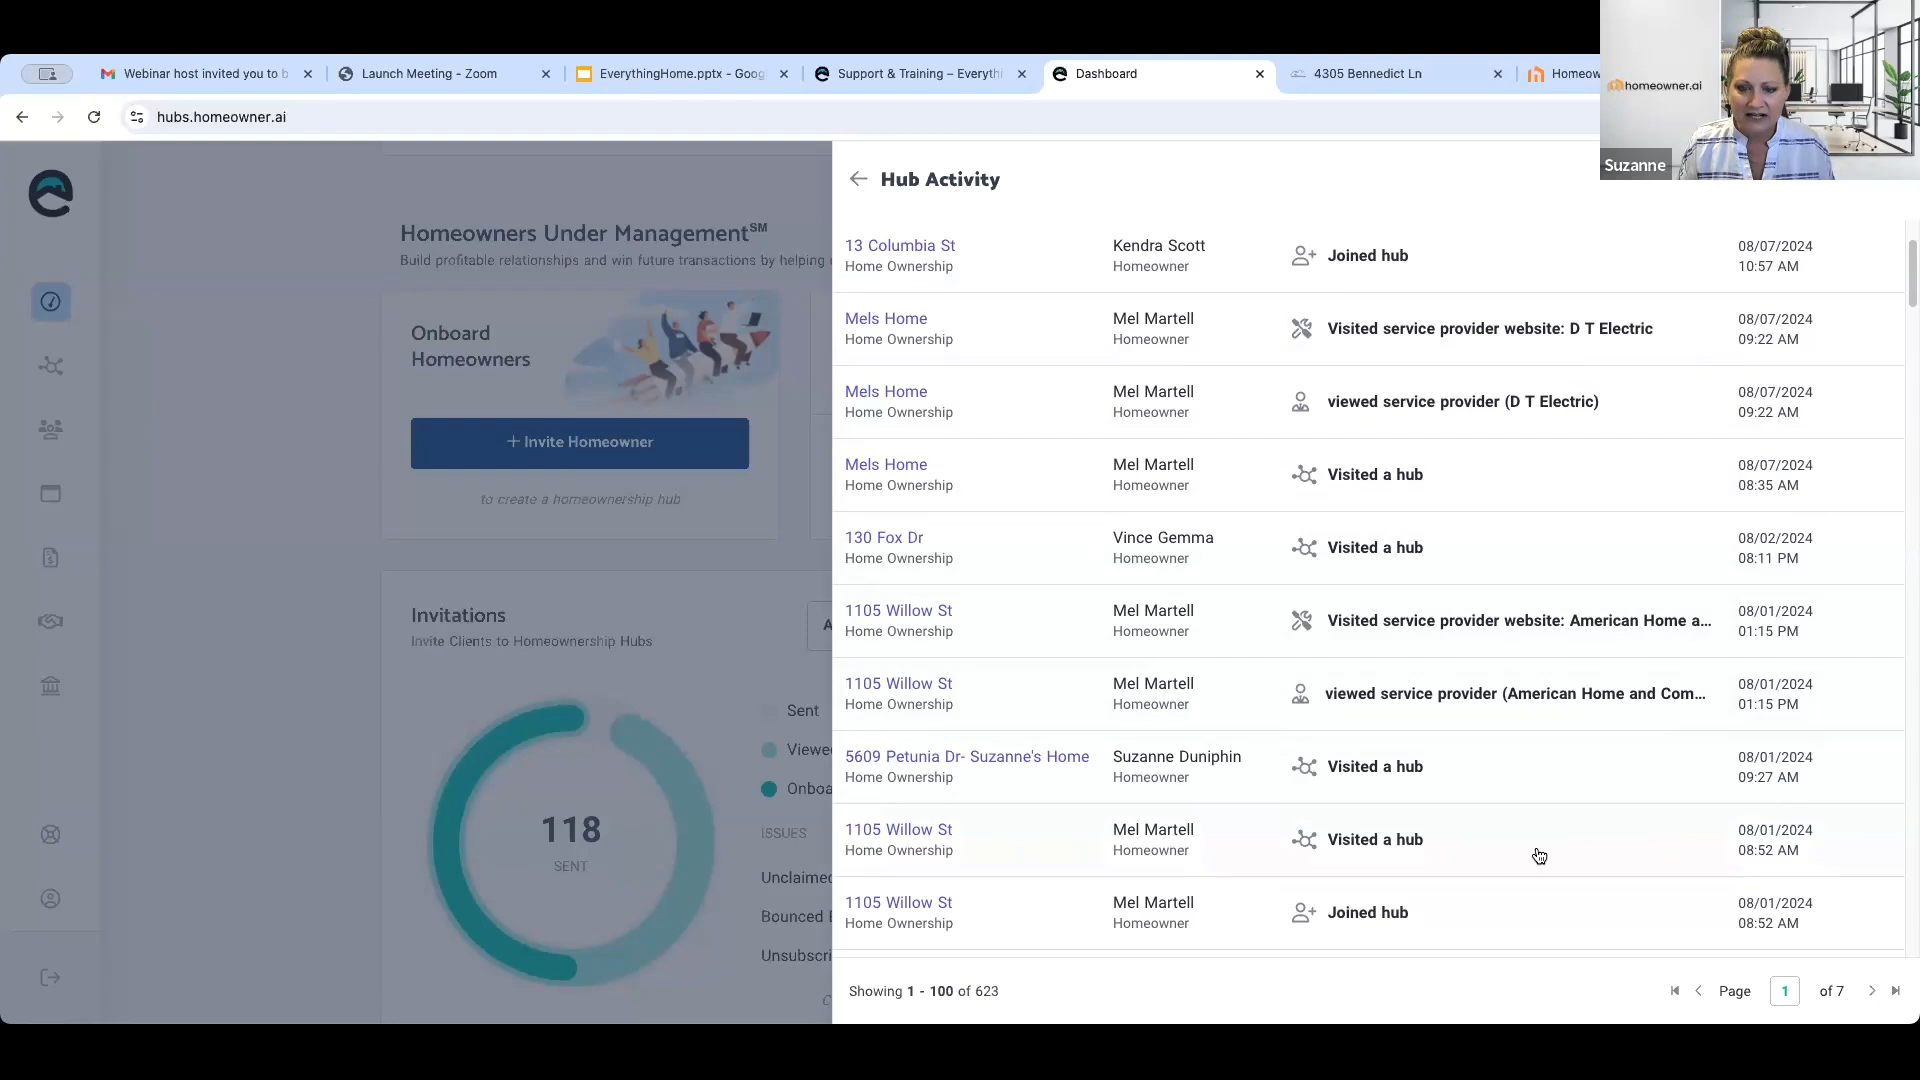 Webinar host invited you to b
Launch Meeting - Zoom
EverythingHome.pptx - Goog
Support & Training – Everythi
Dashboard
4305 Bennedict Ln
Homeow
hubs.homeowner.ai
homeowner.ai
Suzanne
Homeowners Under Management℠
Build profitable relationships and win future transactions by helping
Onboard
Homeowners
+ Invite Homeowner
to create a homeownership hub
Invitations
Invite Clients to Homeownership Hubs
A
118
SENT
Sent
Viewe
Onboa
ISSUES
Unclaime
Bounced
Unsubscri
Hub Activity
13 Columbia St Kendra Scott Joined hub 08/07/2024
Home Ownership Homeowner 10:57 AM
Mels Home Mel Martell Visited service provider website: D T Electric 08/07/2024
Home Ownership Homeowner 09:22 AM
Mels Home Mel Martell viewed service provider (D T Electric) 08/07/2024
Home Ownership Homeowner 09:22 AM
Mels Home Mel Martell Visited a hub 08/07/2024
Home Ownership Homeowner 08:35 AM
130 Fox Dr Vince Gemma Visited a hub 08/02/2024
Home Ownership Homeowner 08:11 PM
1105 Willow St Mel Martell Visited service provider website: American Home a... 08/01/2024
Home Ownership Homeowner 01:15 PM
1105 Willow St Mel Martell viewed service provider (American Home and Com... 08/01/2024
Home Ownership Homeowner 01:15 PM
5609 Petunia Dr- Suzanne's Home Suzanne Duniphin Visited a hub 08/01/2024
Home Ownership Homeowner 09:27 AM
1105 Willow St Mel Martell Visited a hub 08/01/2024
Home Ownership Homeowner 08:52 AM
1105 Willow St Mel Martell Joined hub 08/01/2024
Home Ownership Homeowner 08:52 AM
Showing 1 - 100 of 623
Page 1 of 7